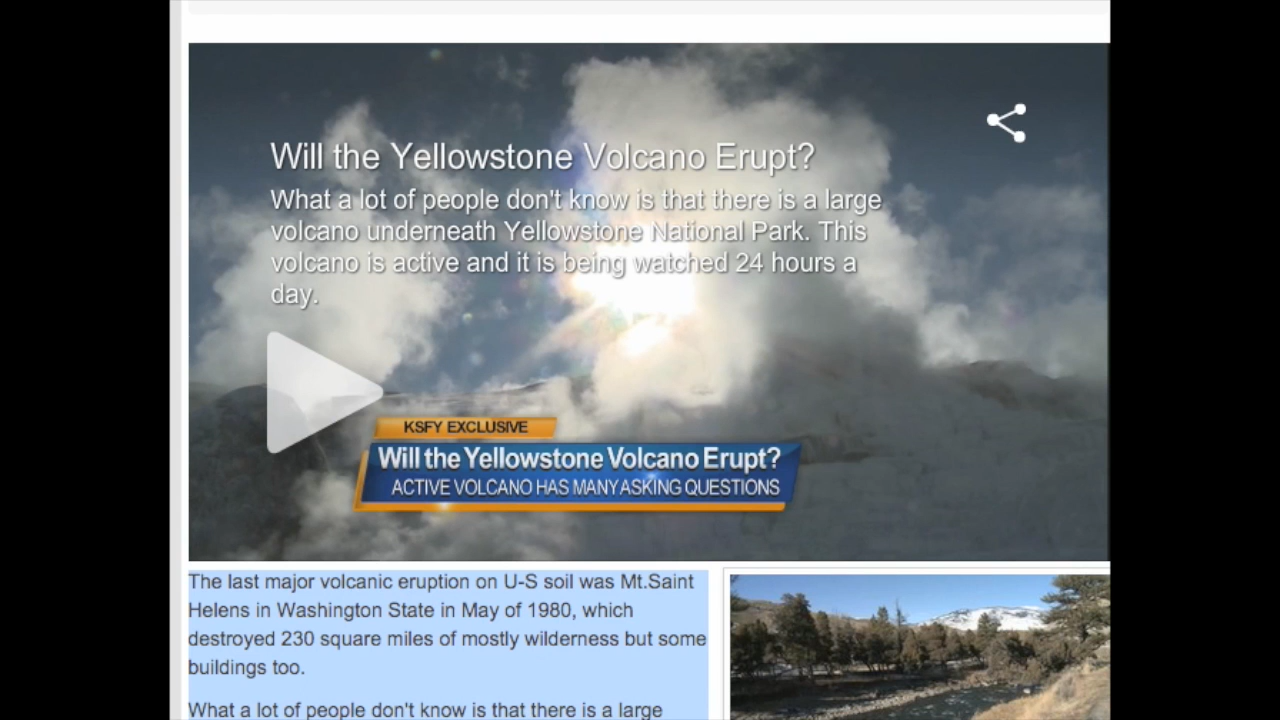 Will the Yellowstone Volcano Erupt?
What a lot of people don't know is that there is a large
volcano underneath Yellowstone National Park. This
volcano is active and it is being watched 24 hours a
day.
KSFY EXCLUSIVE
Will the Yellowstone Volcano Erupt?
ACTIVE VOLCANO HAS MANY ASKING QUESTIONS
The last major volcanic eruption on U-S soil was Mt.Saint
Helens in Washington State in May of 1980, which
destroyed 230 square miles of mostly wilderness but some
buildings too.
What a lot of people don't know is that there is a large